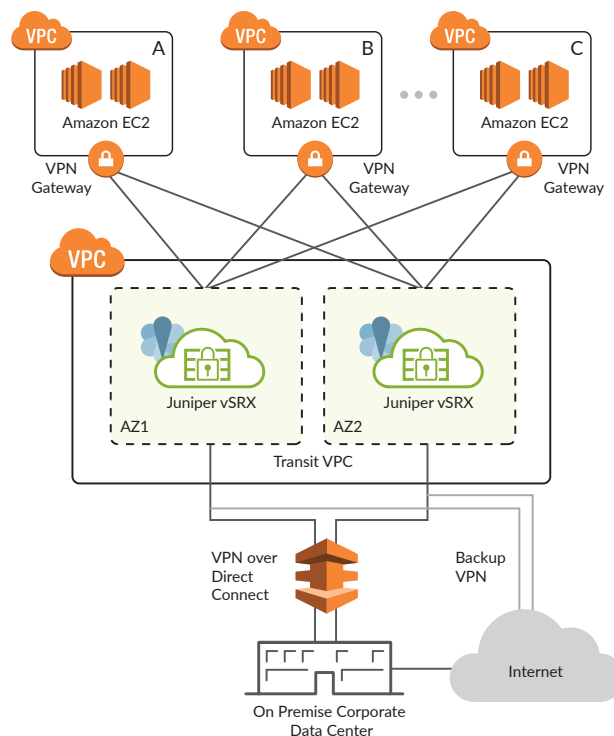 VPC
A
VPC
B
VPC
C
Amazon EC2
Amazon EC2
Amazon EC2
VPN
Gateway
VPN
Gateway
VPN
Gateway
VPC
Juniper vSRX
Juniper vSRX
AZ1
AZ2
Transit VPC
VPN over
Direct
Connect
Backup
VPN
Internet
On Premise Corporate
Data Center